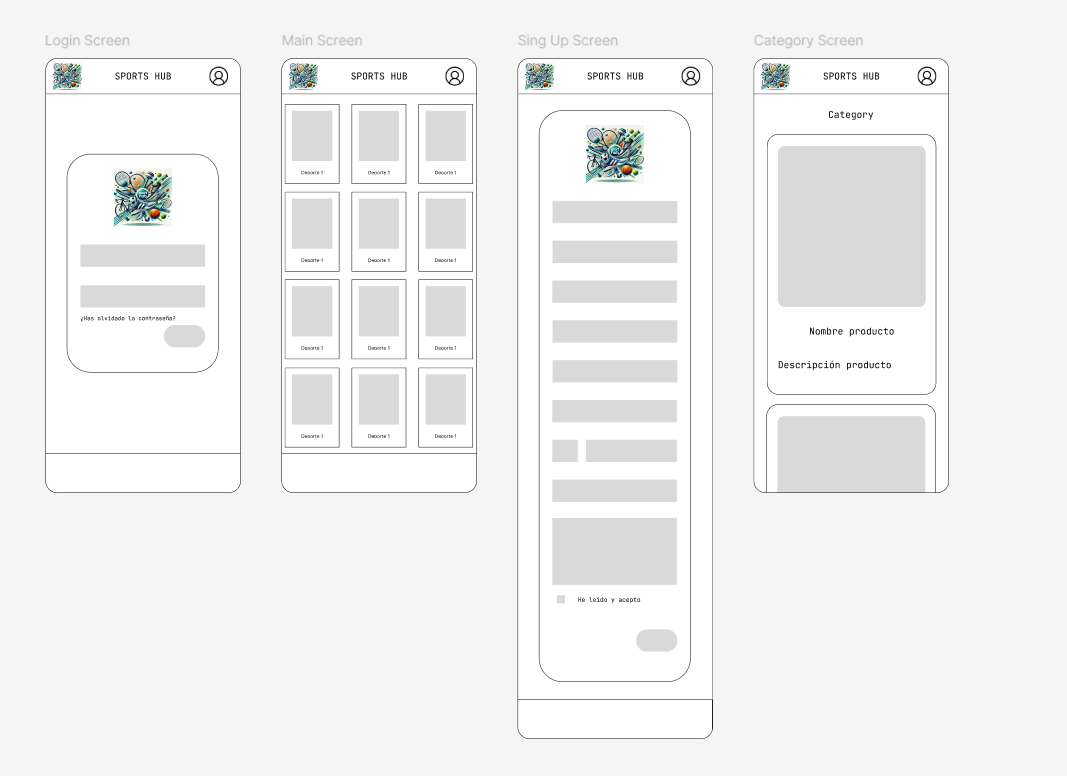 Login Screen
SPORTS HUB
¿Has olvidado la contraseña?
Main Screen
SPORTS HUB
Deporte 1
Deporte 1
Deporte 1
Deporte 1
Deporte 1
Deporte 1
Deporte 1
Deporte 1
Deporte 1
Deporte 1
Deporte 1
Deporte 1
Sing Up Screen
SPORTS HUB
He leido y acepto
Category Screen
SPORTS HUB
Category
Nombre producto
Descripción producto